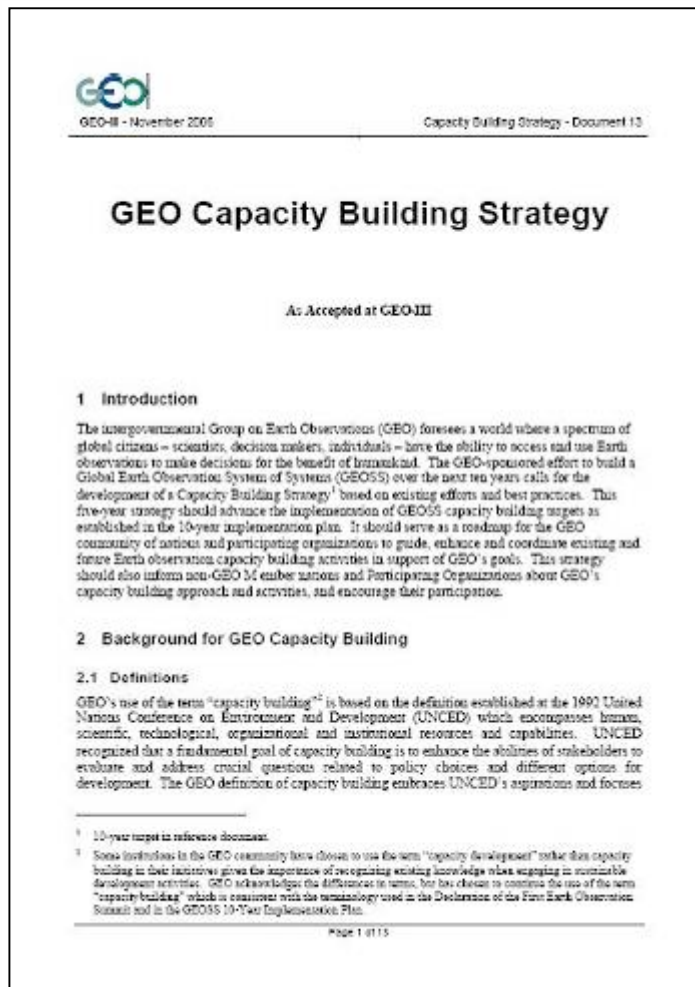 GEO
GEO-III - November 2006
Capacity Building Strategy - Document 13
GEO Capacity Building Strategy
As Accepted at GEO-III
1 Introduction
The intergovernmental Group on Earth Observations (GEO) foresees a world where a spectrum of
global citizens – scientists, decision makers, individuals – have the ability to access and use Earth
observations to make decisions for the benefit of humankind. The GEO-sponsored effort to build a
Global Earth Observation System of Systems (GEOSS) over the next ten years calls for the
development of a Capacity Building Strategy1 based on existing efforts and best practices. This
five-year strategy should advance the implementation of GEOSS capacity building targets as
established in the 10-year implementation plan. It should serve as a roadmap for the GEO
community of nations and participating organizations to guide, enhance and coordinate existing and
future Earth observation capacity building activities in support of GEO's goals. This strategy
should also inform non-GEO Member nations and Participating Organizations about GEO's
capacity building approach and activities, and encourage their participation.
2 Background for GEO Capacity Building
2.1 Definitions
GEO's use of the term "capacity building"2 is based on the definition established at the 1992 United
Nations Conference on Environment and Development (UNCED) which encompasses human,
scientific, technological, organizational and institutional resources and capabilities. UNCED
recognized that a fundamental goal of capacity building is to enhance the abilities of stakeholders to
evaluate and address crucial questions related to policy choices and different options for
development. The GEO definition of capacity building embraces UNCED's aspirations and focuses
1 10-year target in reference document.
2 Some institutions in the GEO community have chosen to use the term "capacity development" rather than capacity
building in their initiatives given the importance of recognizing existing knowledge when engaging in sustainable
development activities. GEO acknowledges the differences in terms, but has chosen to continue the use of the term
"capacity building" which is consistent with the terminology used in the Declaration of the First Earth Observation
Summit and in the GEOSS 10-Year Implementation Plan.
Page 1 of 13